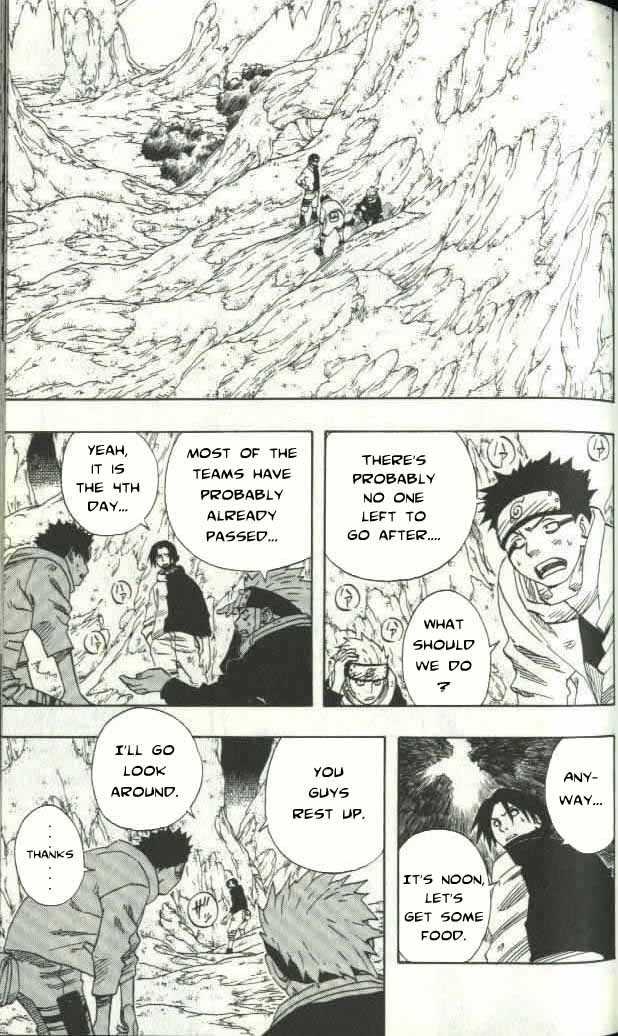 THERE'S
PROBABLY
NO ONE
LEFT TO
GO AFTER....
WHAT
SHOULD
WE DO
?
MOST OF THE
TEAMS HAVE
PROBABLY
ALREADY
PASSED...
YEAH,
IT IS
THE 4TH
DAY...
ANY-
WAY...
IT'S NOON,
LET'S
GET SOME
FOOD.
YOU
GUYS
REST UP.
I'LL GO
LOOK
AROUND.
...
THANKS
...